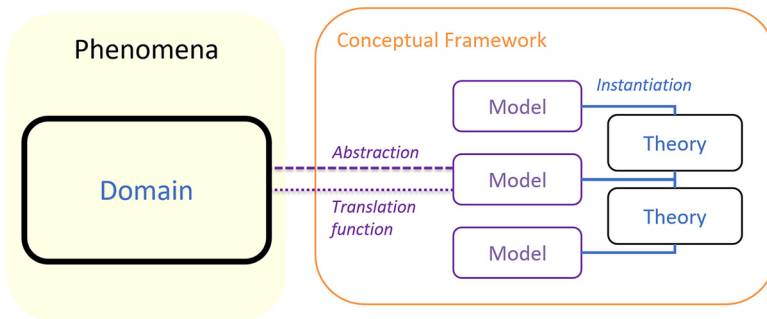 Phenomena
Domain
Conceptual Framework
Abstraction
Translation
function
Model
Model
Model
Instantiation
Theory
Theory